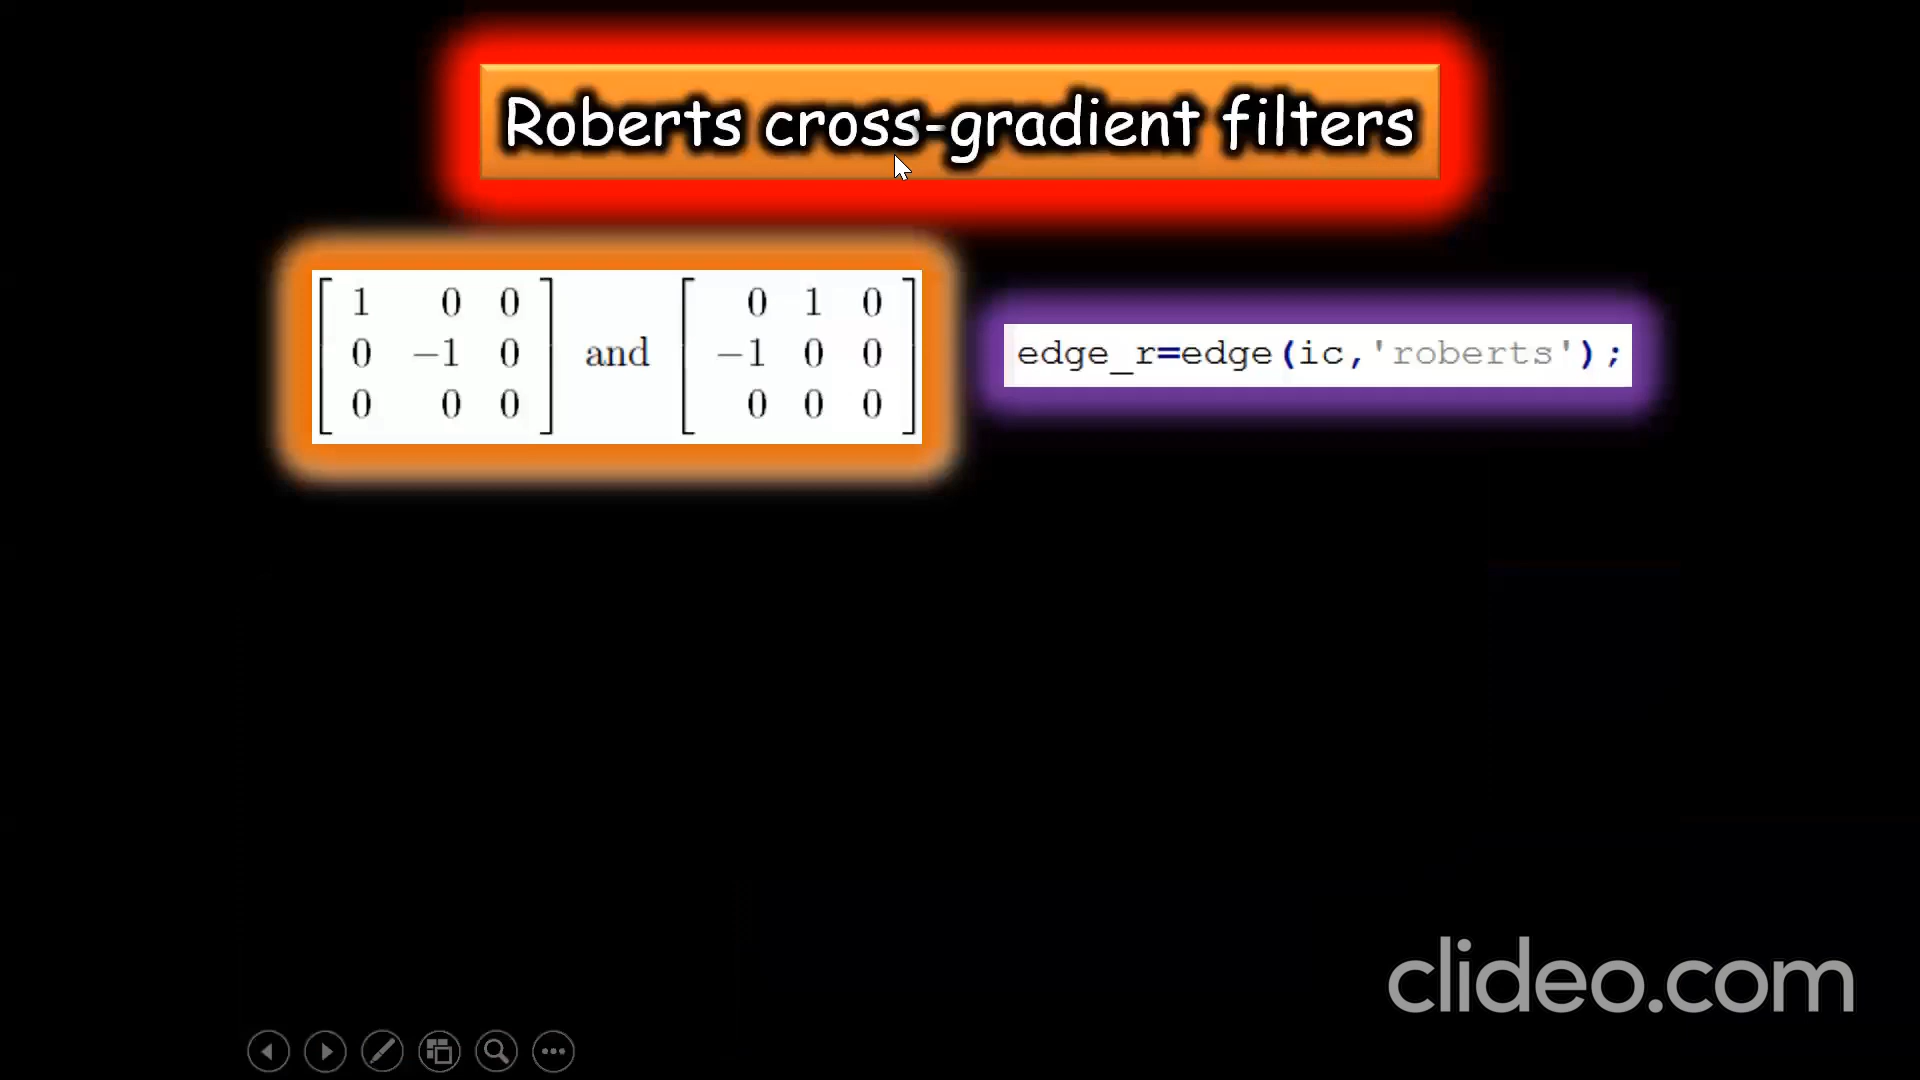 Roberts cross-gradient filters
1 0 0
0 −1 0
0 0 0
and
0 1 0
−1 0 0
0 0 0
edge_r=edge(ic,'roberts');
clideo.com